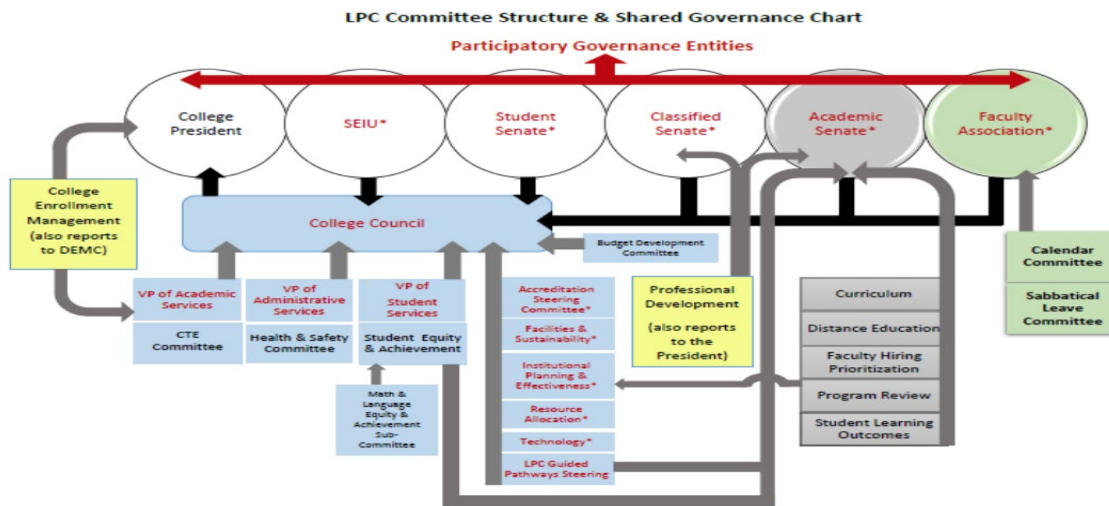 LPC Committee Structure & Shared Governance Chart
Participatory Governance Entities
College
President
SEIU*
Student
Senate*
Classified
Senate*
Academic
Senate*
Faculty
Association*
College
Enrollment
Management
(also reports
to DEMC)
College Council
Budget Development
Committee
VP of Academic
Services
CTE
Committee
VP of
Administrative
Services
Health & Safety
Committee
VP of
Student
Services
Student Equity
& Achievement
Math &
Language
Equity &
Achievement
Sub-
Committee
Accreditation
Steering
Committee*
Facilities &
Sustainability*
Institutional
Planning &
Effectiveness*
Resource
Allocation*
Technology*
LPC Guided
Pathways Steering
Professional
Development
(also reports
to the
President)
Curriculum
Distance Education
Faculty Hiring
Prioritization
Program Review
Student Learning
Outcomes
Calendar
Committee
Sabbatical
Leave
Committee